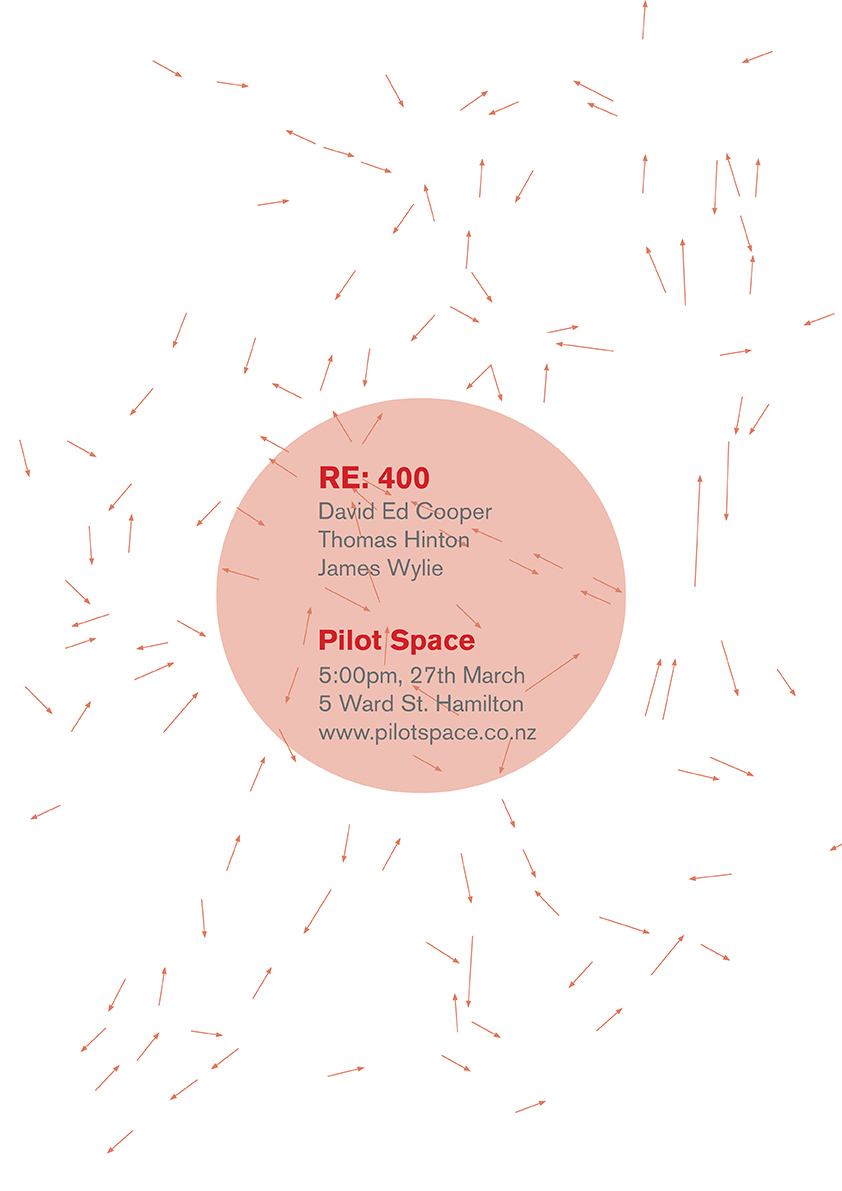 RE: 400
David Ed Cooper
Thomas Hinton
James Wylie
Pilot Space
5:00pm, 27th March
5 Ward St. Hamilton
www.pilotspace.co.nz